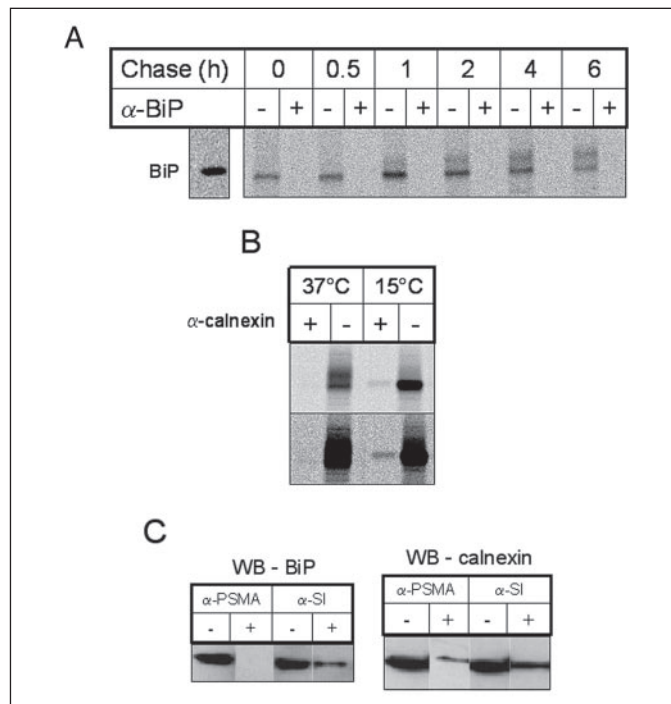 A
Chase (h) 0 0.5 1 2 4 6
α-BiP - + - + - + - + - + - +
BiP
B
37°C 15°C
α-calnexin + - + -
C
WB - BiP
α-PSMA α-SI
- + - +
WB - calnexin
α-PSMA α-SI
- + - +